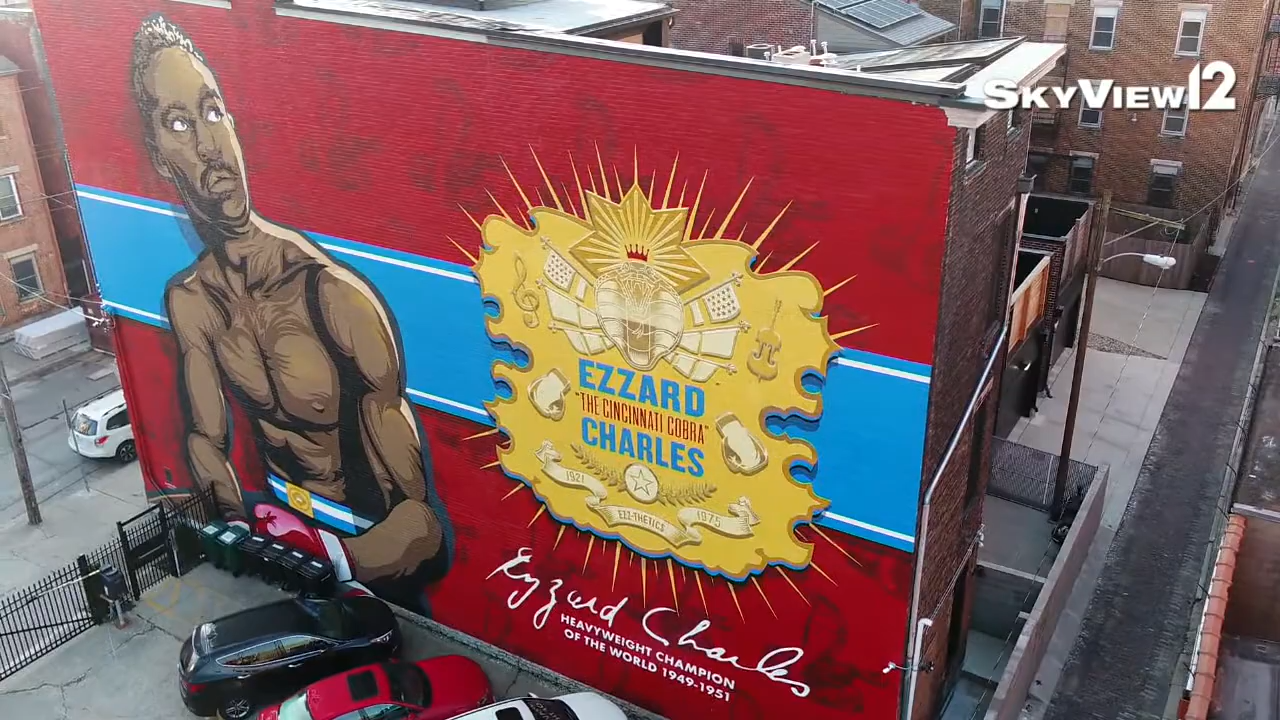 SKYVIEW12
EZZARD
"THE CINCINNATI COBRA"
CHARLES
1921
EZZ-THETICS
1975
Ezzard Charles
HEAVYWEIGHT CHAMPION
OF THE WORLD 1949-1951